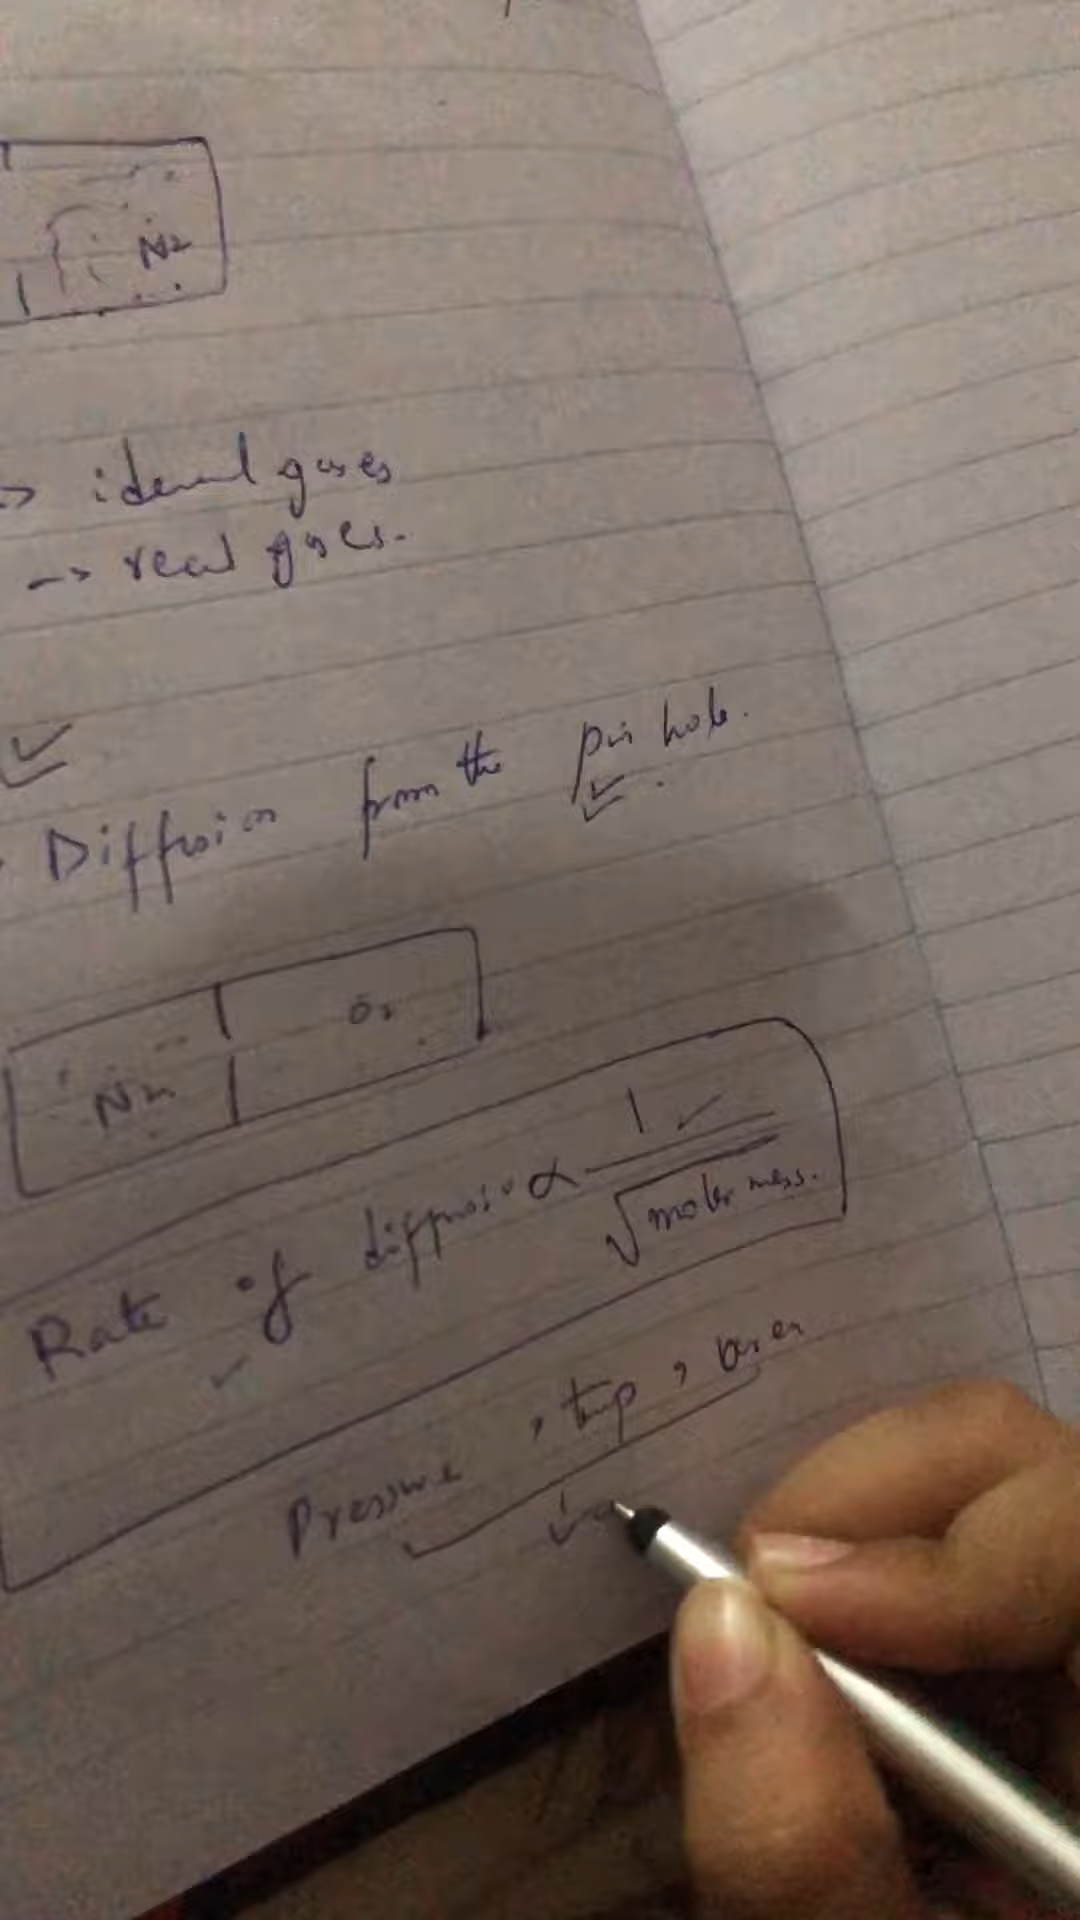 N2
-> ideal gases
-> real gases.
Diffusion from the pin hole.
O2
N2
Rate of diffusion ∝ 1
√molar mass.
Pressure , temp , area